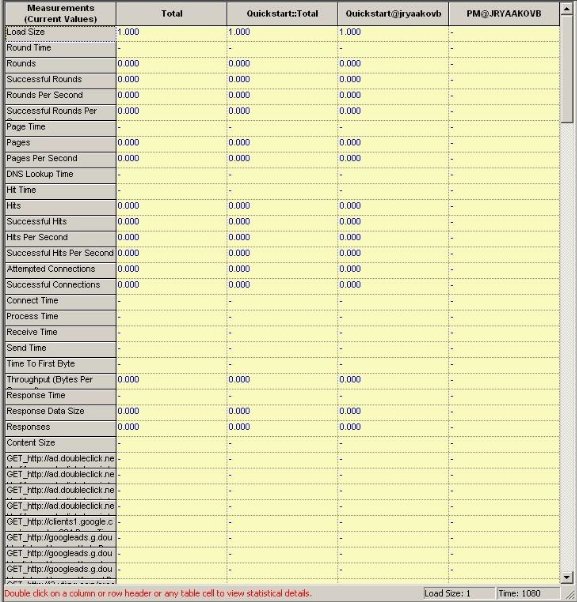 Measurements
(Current Values) Total Quickstart::Total Quickstart@jryaakovb PM@JRYAAKOVB
Load Size 1.000 1.000 1.000 -
Round Time - - - -
Rounds 0.000 0.000 0.000 -
Successful Rounds 0.000 0.000 0.000 -
Rounds Per Second 0.000 0.000 0.000 -
Successful Rounds Per 0.000 0.000 0.000 -
Page Time - - - -
Pages 0.000 0.000 0.000 -
Pages Per Second 0.000 0.000 0.000 -
DNS Lookup Time - - - -
Hit Time - - - -
Hits 0.000 0.000 0.000 -
Successful Hits 0.000 0.000 0.000 -
Hits Per Second 0.000 0.000 0.000 -
Successful Hits Per Second 0.000 0.000 0.000 -
Attempted Connections 0.000 0.000 0.000 -
Successful Connections 0.000 0.000 0.000 -
Connect Time - - - -
Process Time - - - -
Receive Time - - - -
Send Time - - - -
Time To First Byte - - - -
Throughput (Bytes Per 0.000 0.000 0.000 -
Response Time - - - -
Response Data Size 0.000 0.000 0.000 -
Responses 0.000 0.000 0.000 -
Content Size - - - -
GET_http://ad.doubleclick.ne - - - -
GET_http://ad.doubleclick.ne - - - -
GET_http://ad.doubleclick.ne - - - -
GET_http://ad.doubleclick.ne - - - -
GET_http://clients1.google.c - - - -
GET_http://googleads.g.dou - - - -
GET_http://googleads.g.dou - - - -
GET_http://googleads.g.dou - - - -
Double click on a column or row header or any table cell to view statistical details. Load Size: 1 Time: 1080